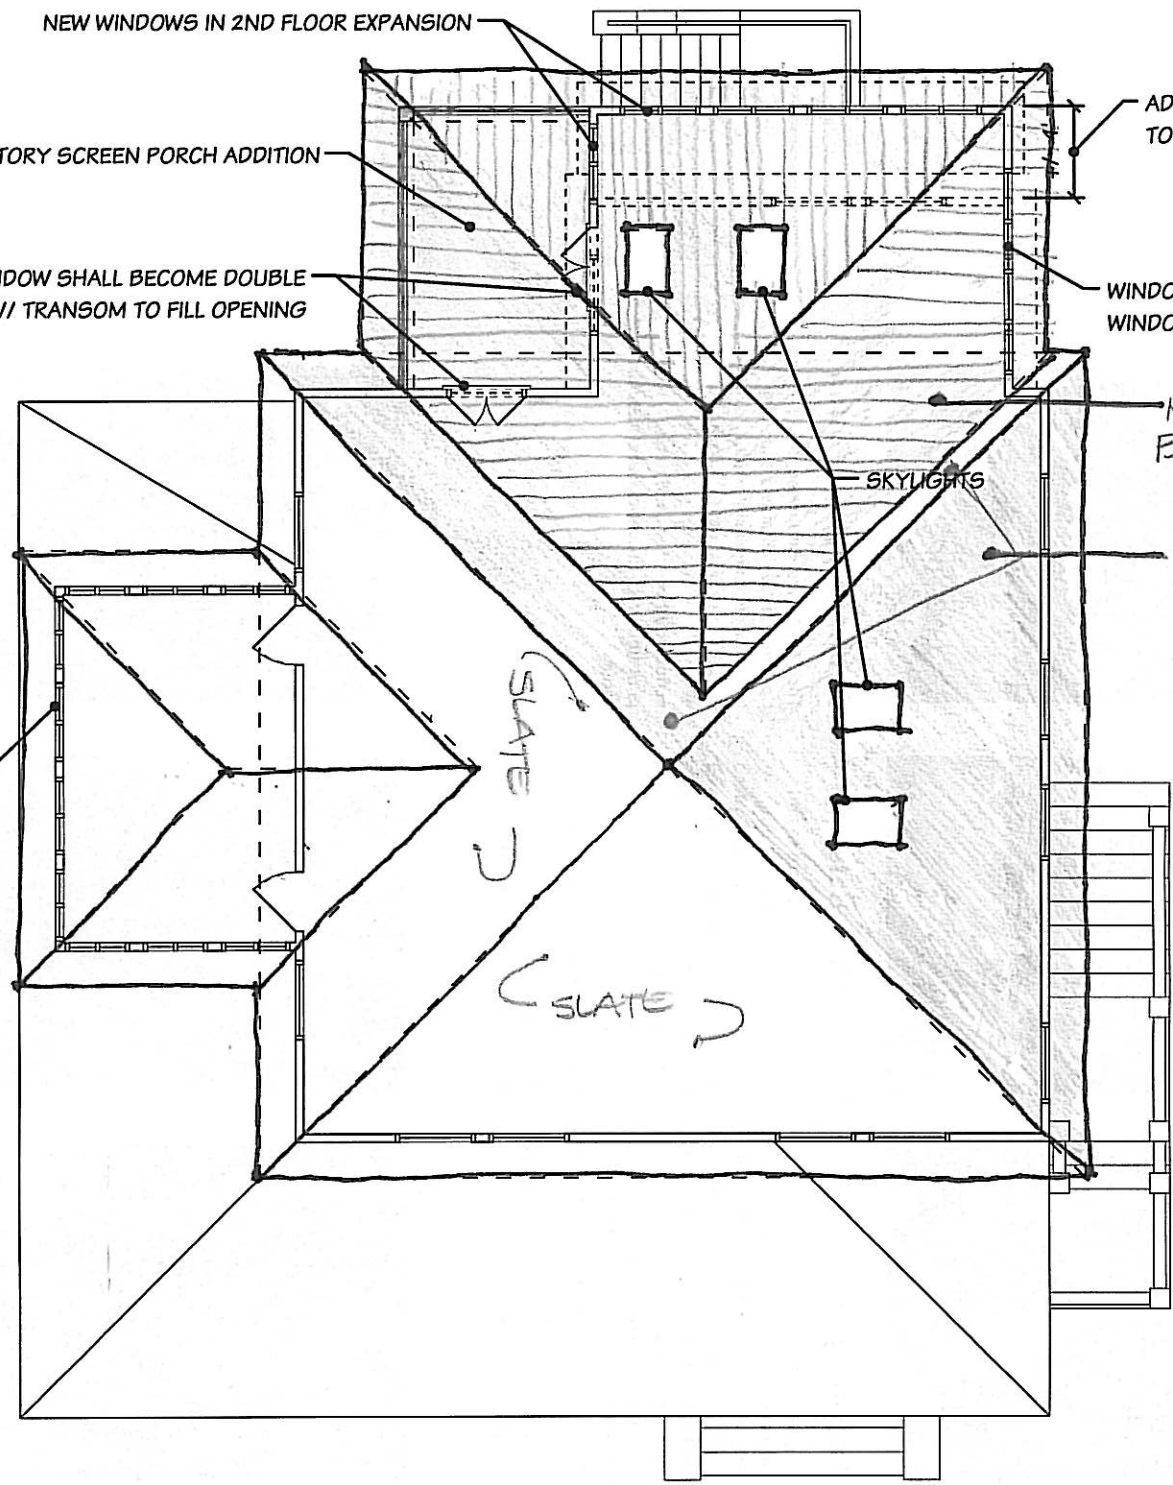 NEW WINDOWS IN 2ND FLOOR EXPANSION
TORY SCREEN PORCH ADDITION
AD
TO
DOW SHALL BECOME DOUBLE
// TRANSOM TO FILL OPENING
WINDO
WINDO
SKYLIGHTS
SLATE
SLATE